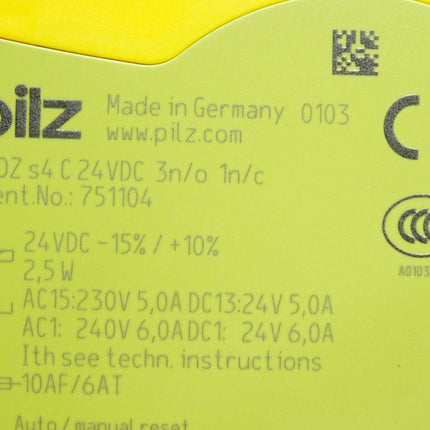 pilz
Made in Germany 0103
www.pilz.com
OZ s4 C 24VDC 3n/o 1n/c
ent.No.: 751104
24VDC -15% / +10%
2,5 W
AC15:230V 5,0A DC13:24V 5,0A
AC1: 240V 6,0A DC1: 24V 6,0A
Ith see techn. instructions
10AF/6AT
Auto / manual reset
A0103